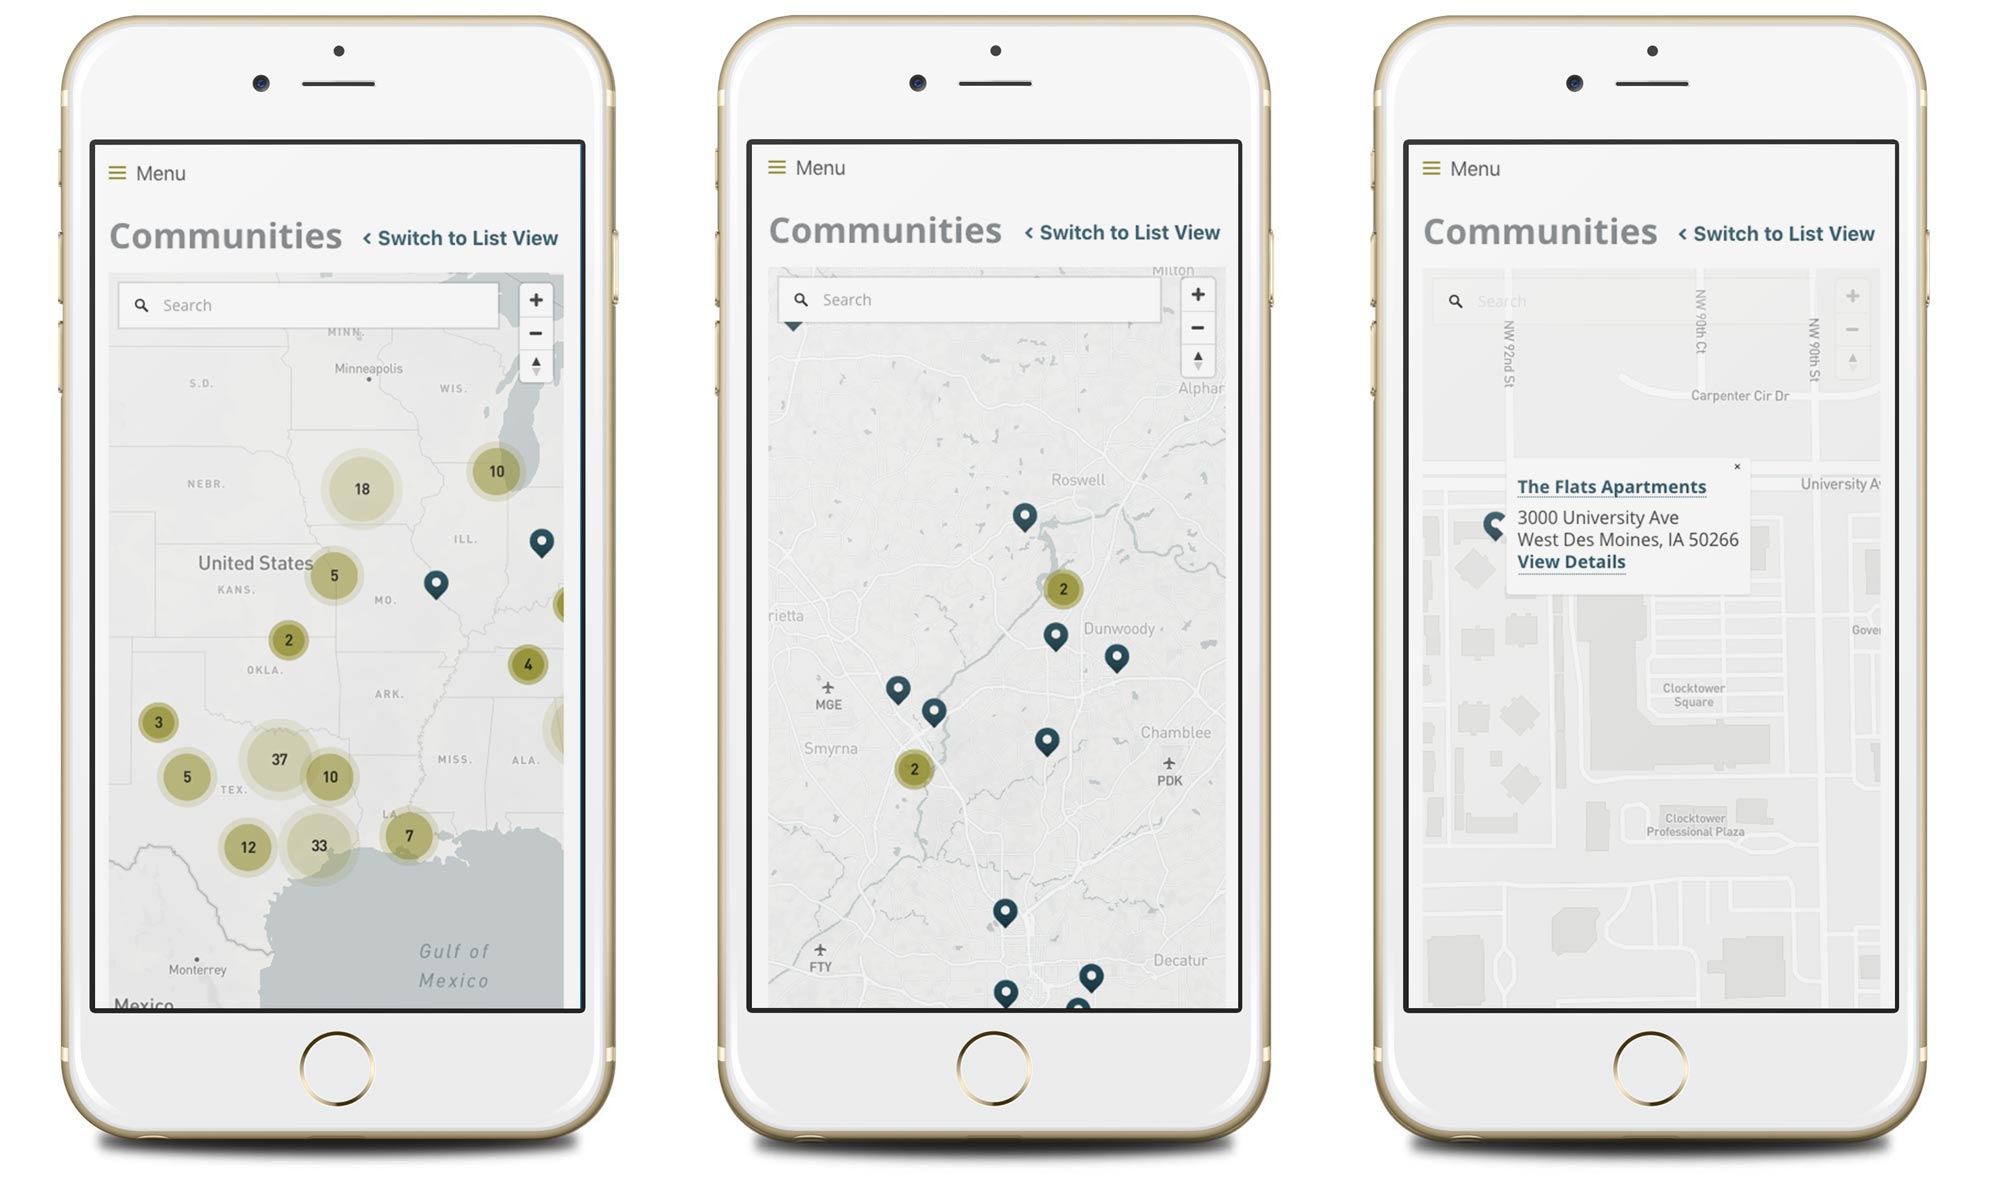 Menu
Communities
‹ Switch to List View
Search
MINN.
Minneapolis
S.D.
WIS.
10
NEBR.
18
ILL.
United States
5
KANS.
MO.
2
4
OKLA.
ARK.
3
37
10
5
TEX.
MISS.
ALA.
LA.
7
12
33
Gulf of
Mexico
Monterrey
Mexico
Menu
Communities
‹ Switch to List View
Milton
Search
Alphar
Roswell
2
rietta
Dunwoody
MGE
Smyrna
Chamblee
2
PDK
FTY
Decatur
Menu
Communities
‹ Switch to List View
Search
NW 92nd St
NW 90th Ct
NW 90th St
Carpenter Cir Dr
The Flats Apartments
University Av
3000 University Ave
West Des Moines, IA 50266
View Details
Gover
Clocktower
Square
Clocktower
Professional Plaza